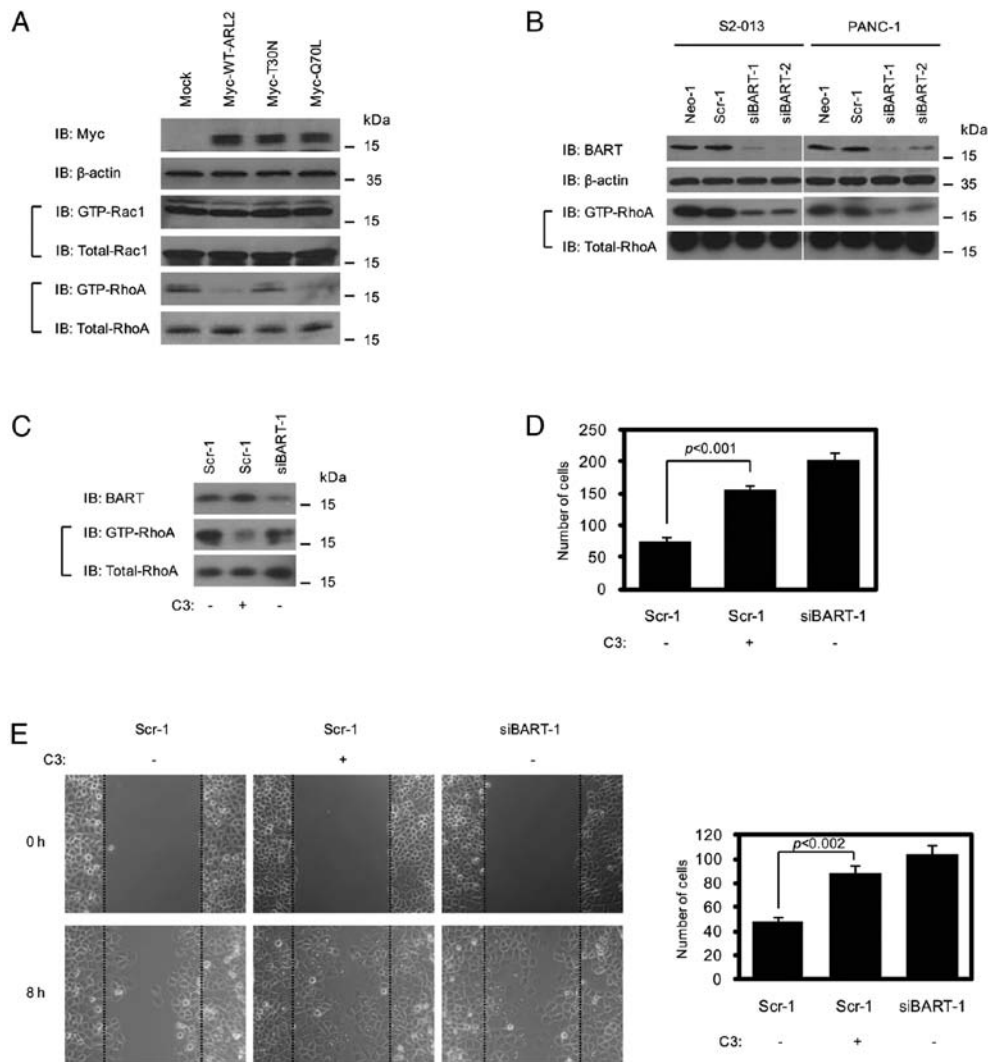 A
Mock
Myc-WT-ARL2
Myc-T30N
Myc-Q70L
kDa
IB: Myc
15
IB: β-actin
35
IB: GTP-Rac1
15
IB: Total-Rac1
15
IB: GTP-RhoA
15
IB: Total-RhoA
15
B
S2-013
PANC-1
Neo-1
Scr-1
siBART-1
siBART-2
Neo-1
Scr-1
siBART-1
siBART-2
kDa
IB: BART
15
IB: β-actin
35
IB: GTP-RhoA
15
IB: Total-RhoA
15
C
Scr-1
Scr-1
siBART-1
kDa
IB: BART
15
IB: GTP-RhoA
15
IB: Total-RhoA
15
C3: - + -
D
Number of cells
250
200
150
100
50
0
p<0.001
Scr-1 Scr-1 siBART-1
C3: - + -
E
Scr-1 Scr-1 siBART-1
C3: - + -
0 h
8 h
Number of cells
120
100
80
60
40
20
0
p<0.002
Scr-1 Scr-1 siBART-1
C3: - + -